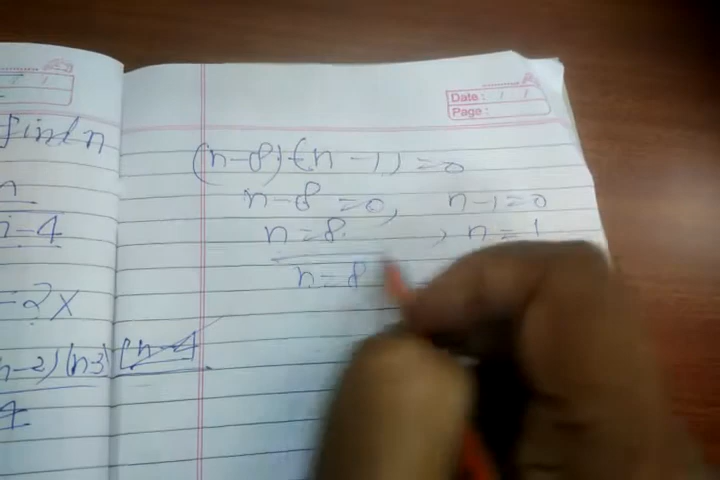 find n
n
n-4
=2x
n-2)(n-3) n-4
4
Date :
Page :
(n-8)(n-1)=0
n-8=0, n-1=0
n=8. , n=1
n=8